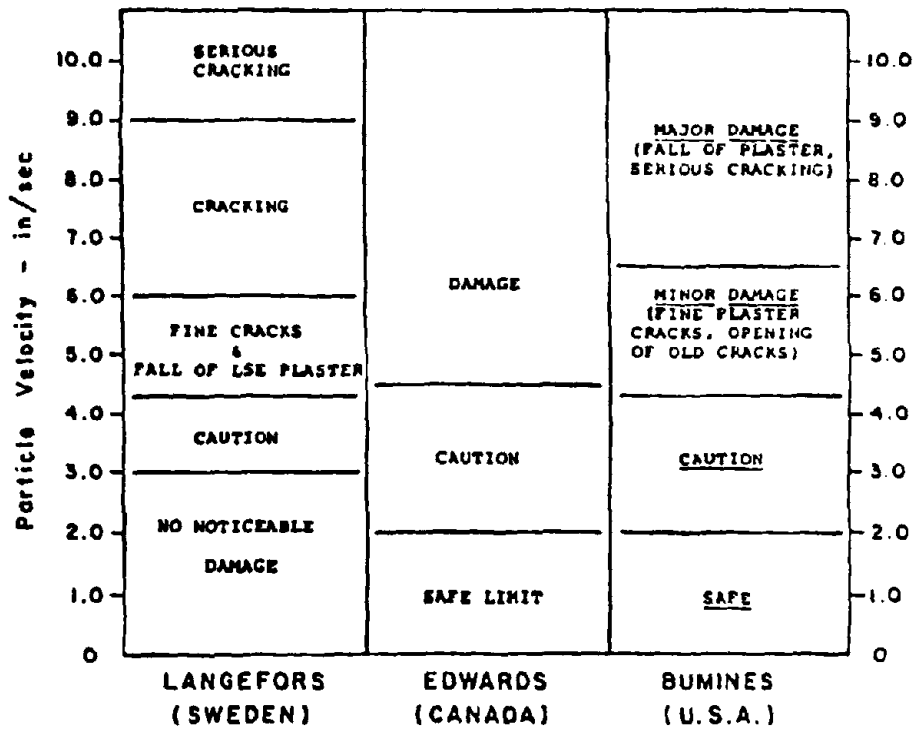 10.0
9.0
8.0
7.0
6.0
5.0
4.0
3.0
2.0
1.0
0
Particle Velocity - in/sec
SERIOUS
CRACKING
CRACKING
FINE CRACKS
&
FALL OF LSE PLASTER
CAUTION
NO NOTICEABLE
DAMAGE
DAMAGE
CAUTION
SAFE LIMIT
MAJOR DAMAGE
(FALL OF PLASTER,
SERIOUS CRACKING)
MINOR DAMAGE
(FINE PLASTER
CRACKS, OPENING
OF OLD CRACKS)
CAUTION
SAFE
10.0
9.0
8.0
7.0
6.0
5.0
4.0
3.0
2.0
1.0
0
LANGEFORS
(SWEDEN)
EDWARDS
(CANADA)
BUMINES
(U.S.A.)